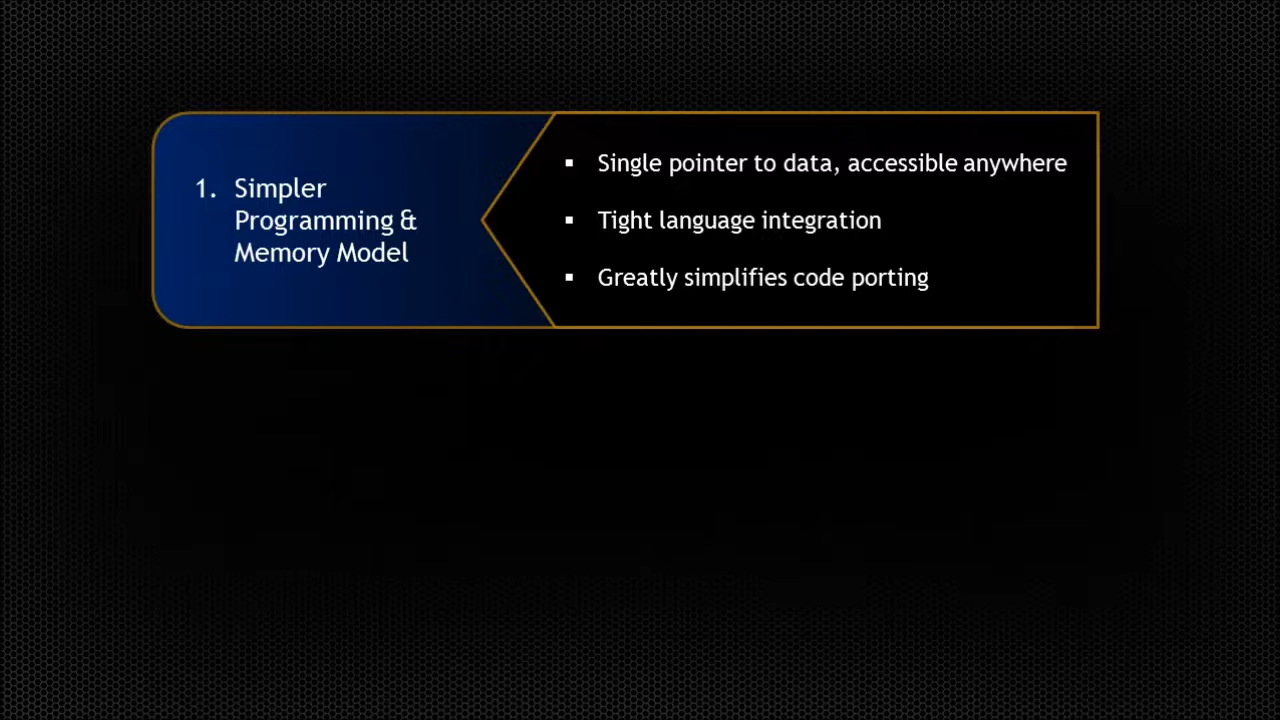 1. Simpler
Programming &
Memory Model
▪ Single pointer to data, accessible anywhere
▪ Tight language integration
▪ Greatly simplifies code porting